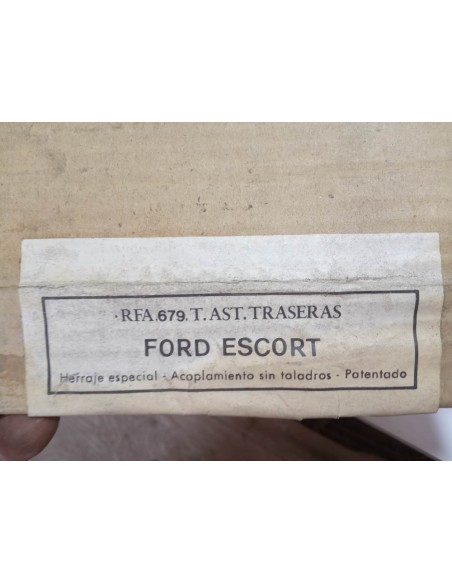 ·RFA.679.T.AST.TRASERAS
FORD ESCORT
Herraje especial - Acoplamiento sin taladros - Patentado